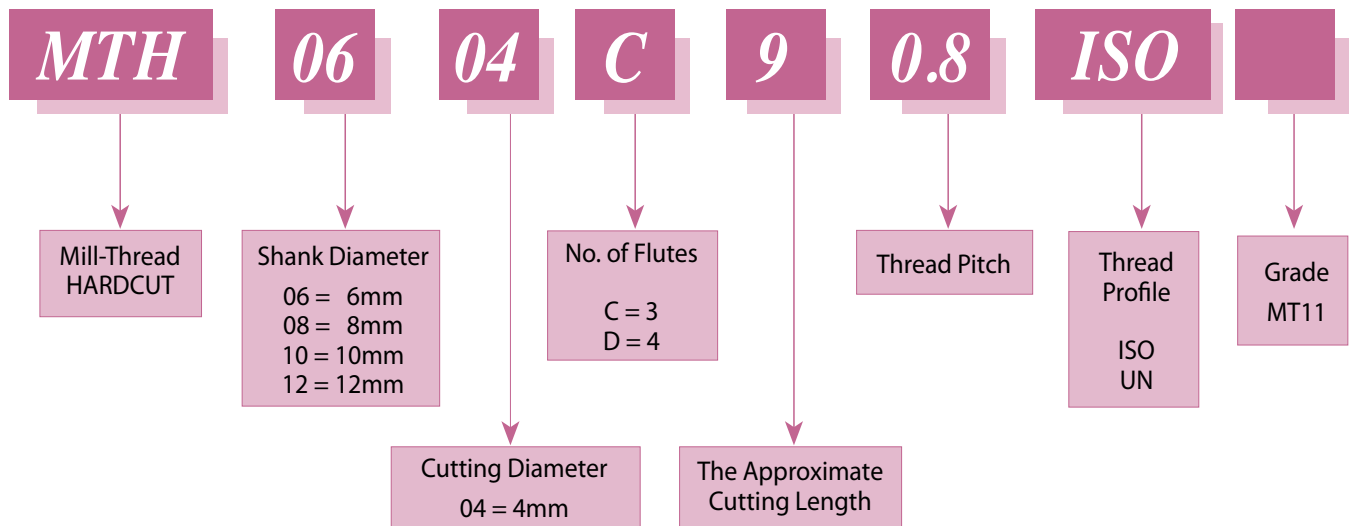 MTH 06 04 C 9 0.8 ISO
Mill-Thread
HARDCUT
Shank Diameter
06 = 6mm
08 = 8mm
10 = 10mm
12 = 12mm
Cutting Diameter
04 = 4mm
No. of Flutes
C = 3
D = 4
The Approximate
Cutting Length
Thread Pitch
Thread
Profile
ISO
UN
Grade
MT11